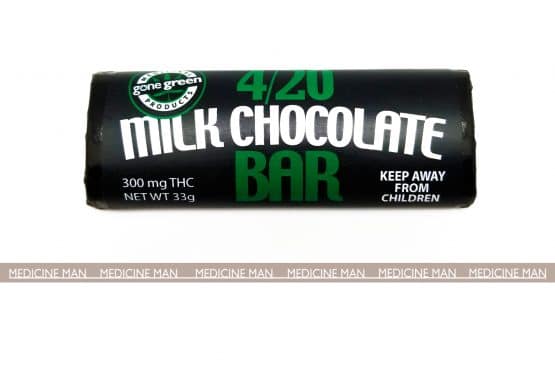 gone green
PRODUCTS
4/20
MILK CHOCOLATE
BAR
300 mg THC
NET WT 33g
KEEP AWAY
FROM
CHILDREN
MEDICINE MAN MEDICINE MAN MEDICINE MAN MEDICINE MAN MEDICINE MAN MEDICINE MAN